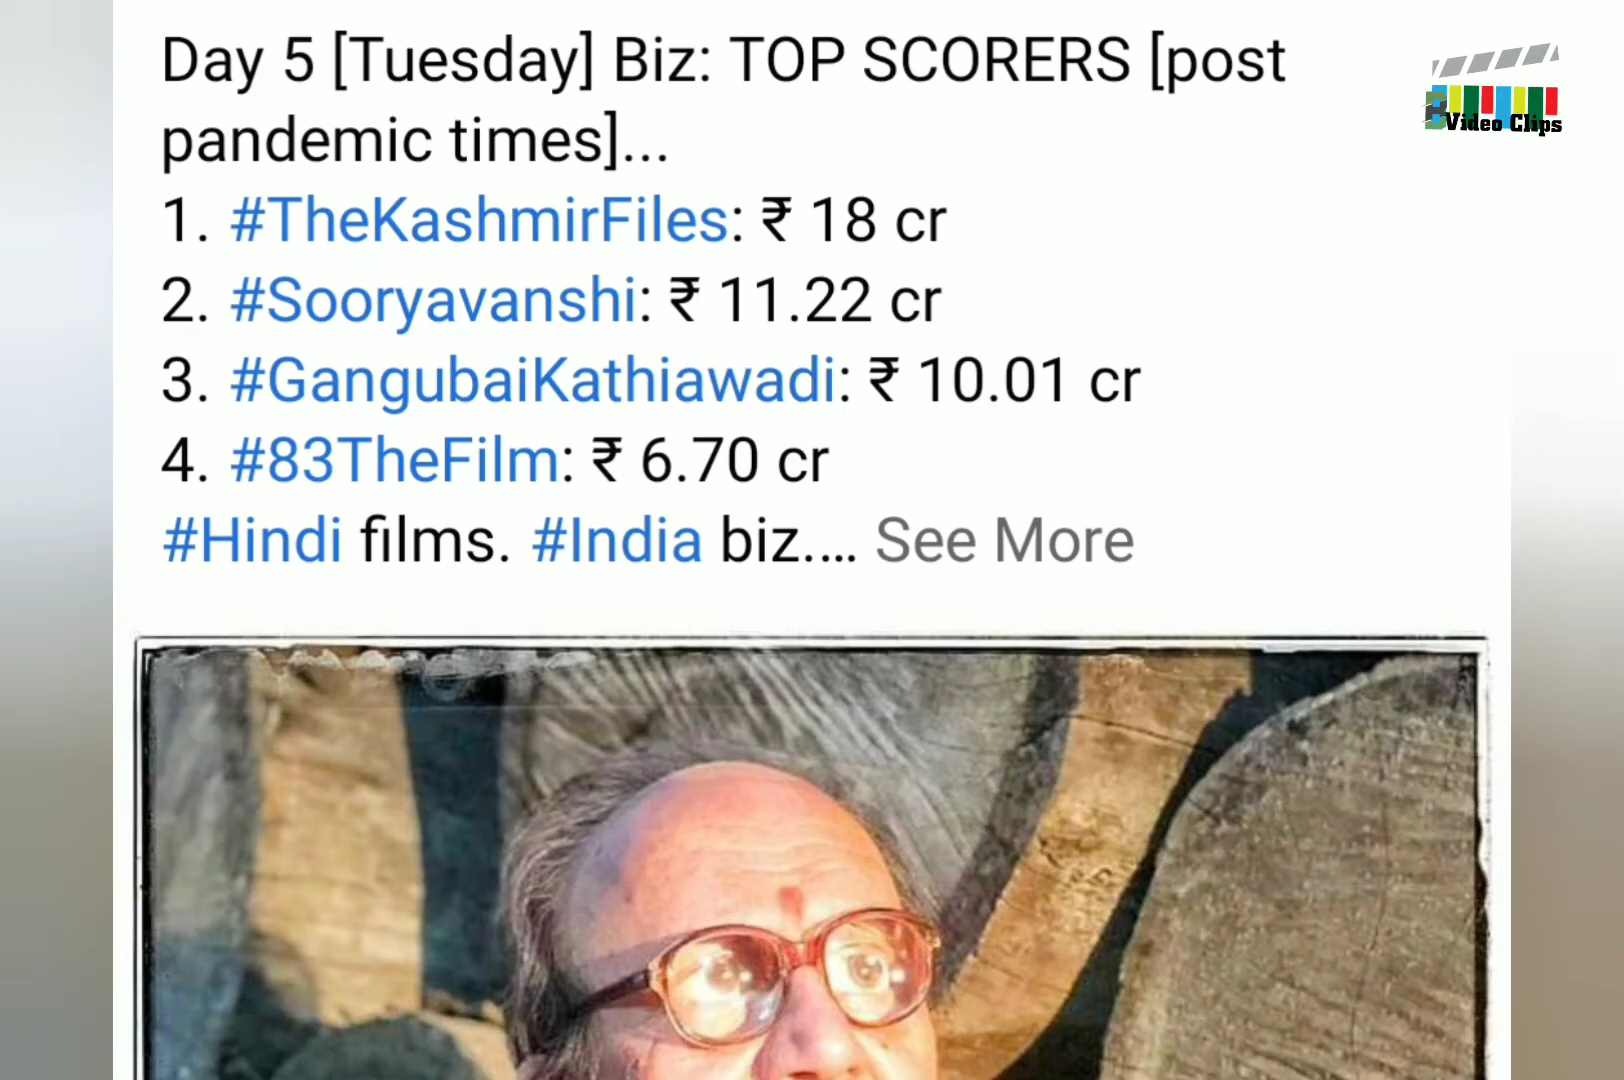 Day 5 [Tuesday] Biz: TOP SCORERS [post
pandemic times]...
1. #TheKashmirFiles: ₹ 18 cr
2. #Sooryavanshi: ₹ 11.22 cr
3. #GangubaiKathiawadi: ₹ 10.01 cr
4. #83TheFilm: ₹ 6.70 cr
#Hindi films. #India biz.... See More
B Video Clips